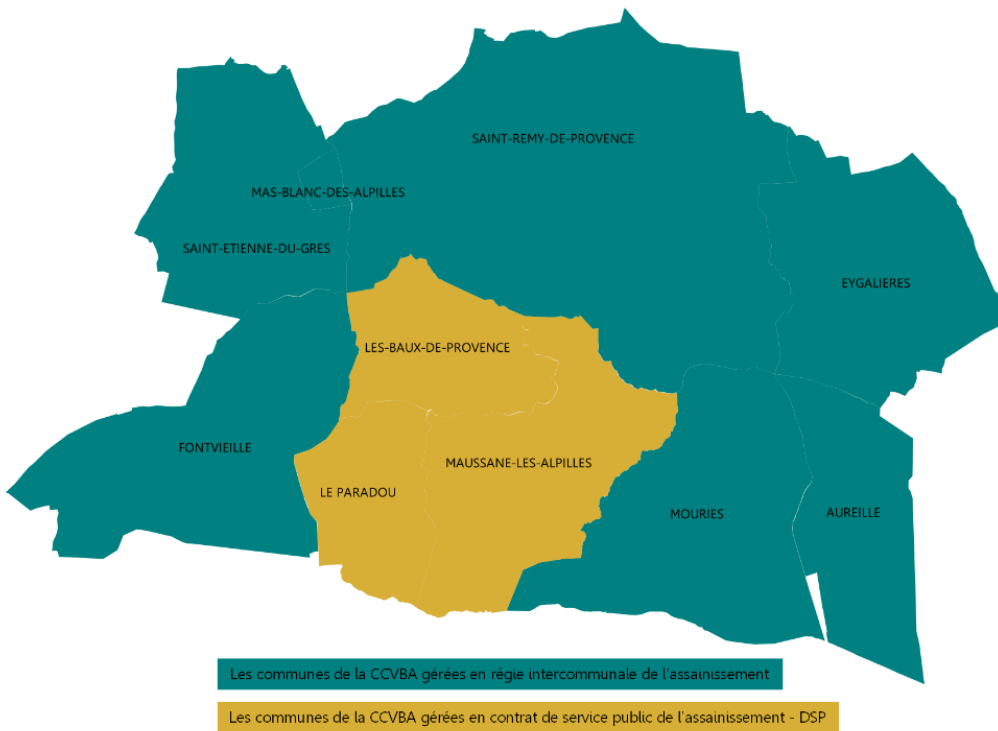 SAINT-REMY-DE-PROVENCE
MAS-BLANC-DES-ALPILLES
SAINT-ETIENNE-DU-GRES
EYGALIERES
LES-BAUX-DE-PROVENCE
FONTVIEILLE
MAUSSANE-LES-ALPILLES
LE PARADOU
MOURIES
AUREILLE
Les communes de la CCVBA gérées en régie intercommunale de l'assainissement
Les communes de la CCVBA gérées en contrat de service public de l'assainissement - DSP